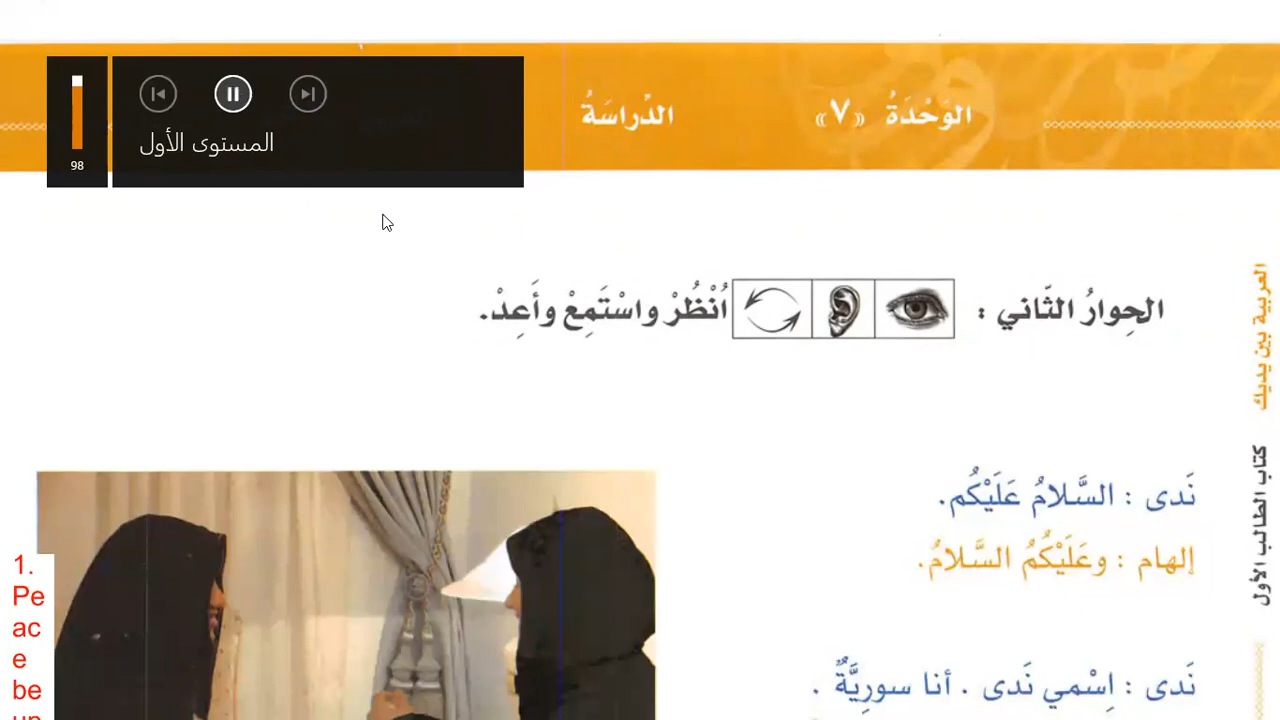 الوَحْدَةُ «٧» الدِّراسَةُ
المستوى الأول
98
الحِوارُ الثّاني : اُنْظُرْ واسْتَمِعْ وأَعِدْ.
العربية بين يديك
كتاب الطالب الأول
نَدى : السَّلامُ عَلَيْكُم.
إلهام : وعَلَيْكُمُ السَّلامُ.
نَدى : اِسْمي نَدى . أنا سورِيَّةٌ .
1.
Pe
ac
e
be